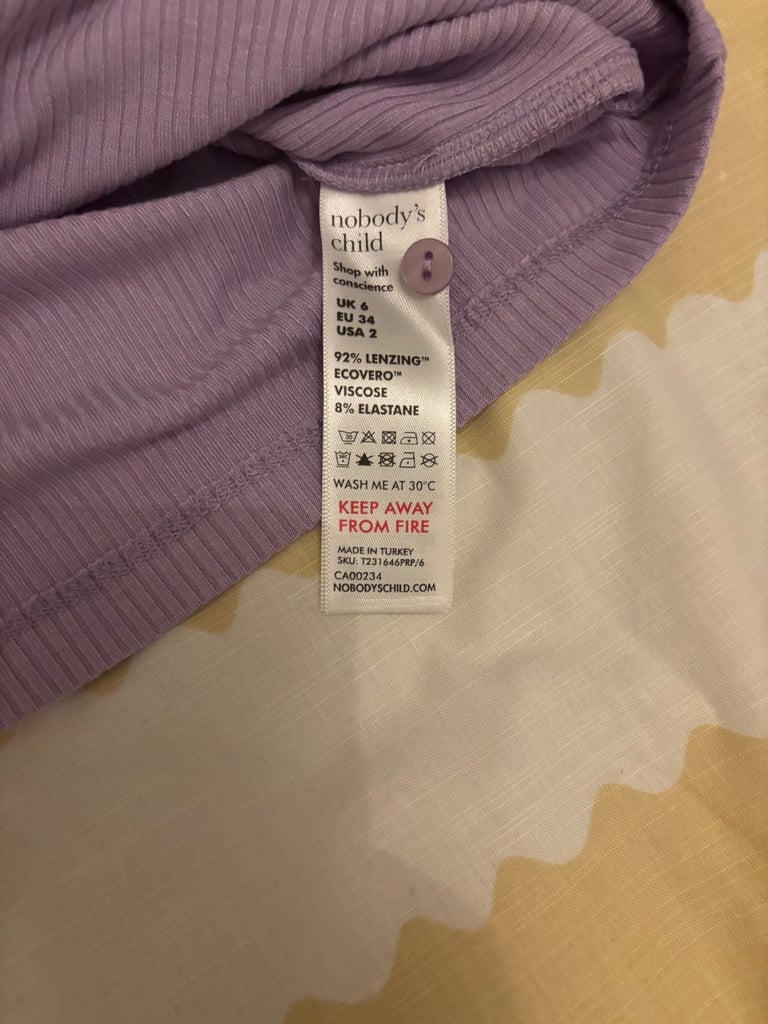 nobody's
child
Shop with
conscience
UK 6
EU 34
USA 2
92% LENZING™
ECOVERO™
VISCOSE
8% ELASTANE
30
WASH ME AT 30°C
KEEP AWAY
FROM FIRE
MADE IN TURKEY
SKU: T231646PRP/6
CA00234
NOBODYSCHILD.COM